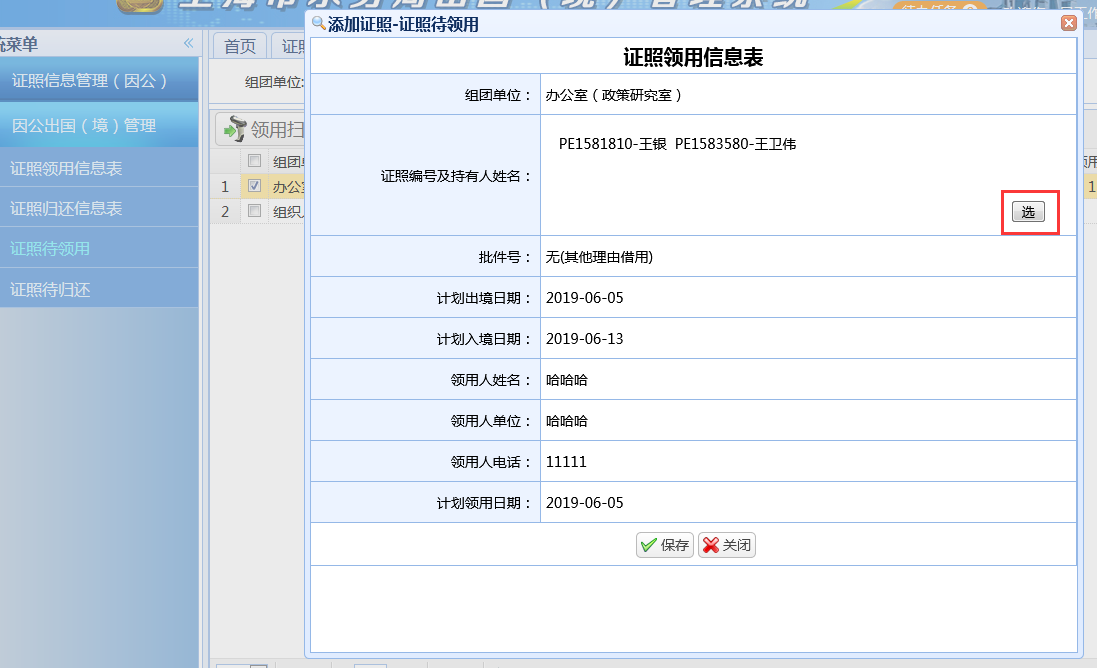 添加证照-证照待领用
统菜单
首页
证照信息管理（因公）
因公出国（境）管理
证照领用信息表
证照归还信息表
证照待领用
证照待归还
组团单位:
领用扫
1
办公室
2
证照领用信息表
组团单位： 办公室（政策研究室）
证照编号及持有人姓名： PE1581810-王银 PE1583580-王卫伟
选
批件号： 无(其他理由借用)
计划出境日期： 2019-06-05
计划入境日期： 2019-06-13
领用人姓名： 哈哈哈
领用人单位： 哈哈哈
领用人电话： 11111
计划领用日期： 2019-06-05
保存 关闭